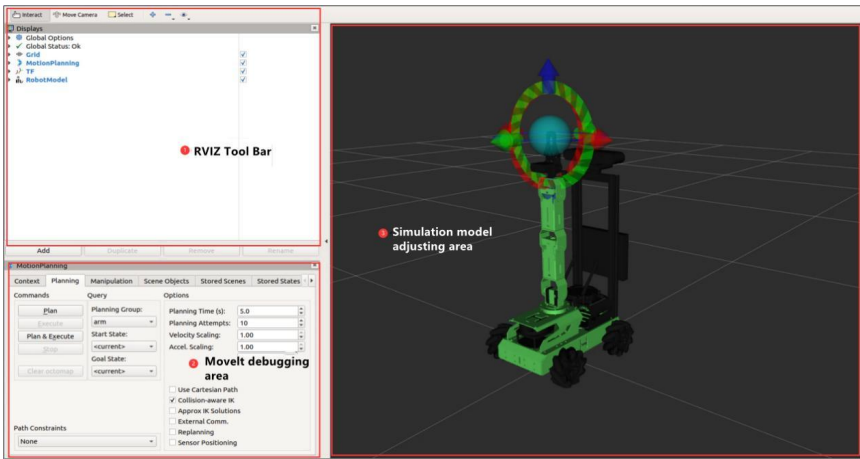 Interact Move Camera Select
Displays
Global Options
Global Status: Ok
Grid
MotionPlanning
TF
RobotModel
1 RVIZ Tool Bar
Add Duplicate Remove Rename
MotionPlanning
Context Planning Manipulation Scene Objects Stored Scenes Stored States
Commands Query Options
Plan
Execute
Plan & Execute
Stop
Clear octomap
Planning Group:
arm
Start State:
<current>
Goal State:
<current>
Planning Time (s): 5.0
Planning Attempts: 10
Velocity Scaling: 1.00
Accel. Scaling: 1.00
2 MoveIt debugging
area
Use Cartesian Path
Collision-aware IK
Approx IK Solutions
External Comm.
Replanning
Sensor Positioning
Path Constraints
None
3 Simulation model
adjusting area